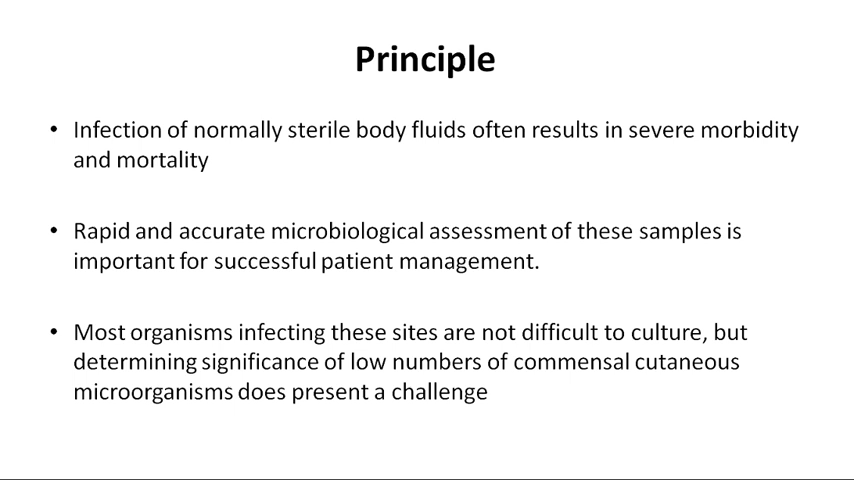 Principle
• Infection of normally sterile body fluids often results in severe morbidity
and mortality
• Rapid and accurate microbiological assessment of these samples is
important for successful patient management.
• Most organisms infecting these sites are not difficult to culture, but
determining significance of low numbers of commensal cutaneous
microorganisms does present a challenge